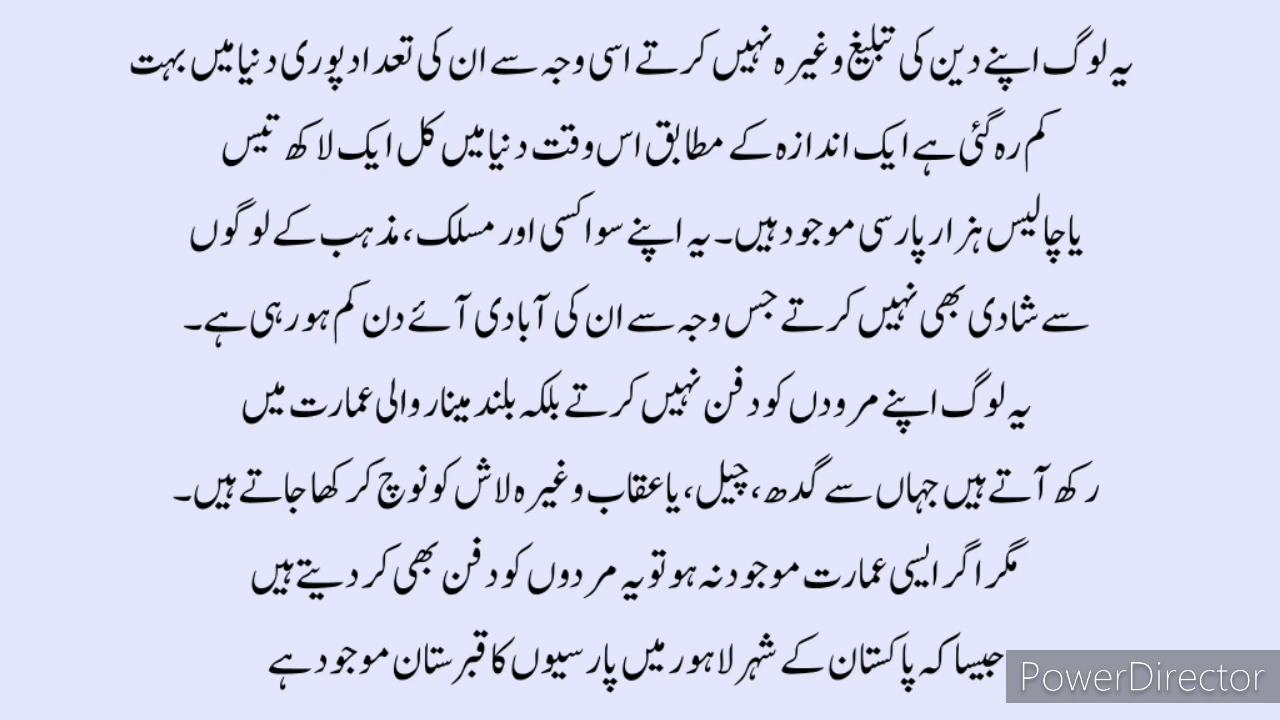 یہ لوگ اپنے دین کی تبلیغ وغیرہ نہیں کرتے اسی وجہ سے ان کی تعداد پوری دنیا میں بہت
کم رہ گئی ہے ایک اندازہ کے مطابق اس وقت دنیا میں کل ایک لاکھ تیس
یا چالیس ہزار پارسی موجود ہیں۔ یہ اپنے سوا کسی اور مسلک، مذہب کے لوگوں
سے شادی بھی نہیں کرتے جس وجہ سے ان کی آبادی آئے دن کم ہو رہی ہے۔
یہ لوگ اپنے مرودں کو دفن نہیں کرتے بلکہ بلند مینار والی عمارت میں
رکھ آتے ہیں جہاں سے گدھ، چیل، یا عقاب وغیرہ لاش کو نوچ کر کھا جاتے ہیں۔
مگر اگر ایسی عمارت موجود نہ ہو تو یہ مردوں کو دفن بھی کر دیتے ہیں
جیسا کہ پاکستان کے شہر لاہور میں پارسیوں کا قبرستان موجود ہے
PowerDirector